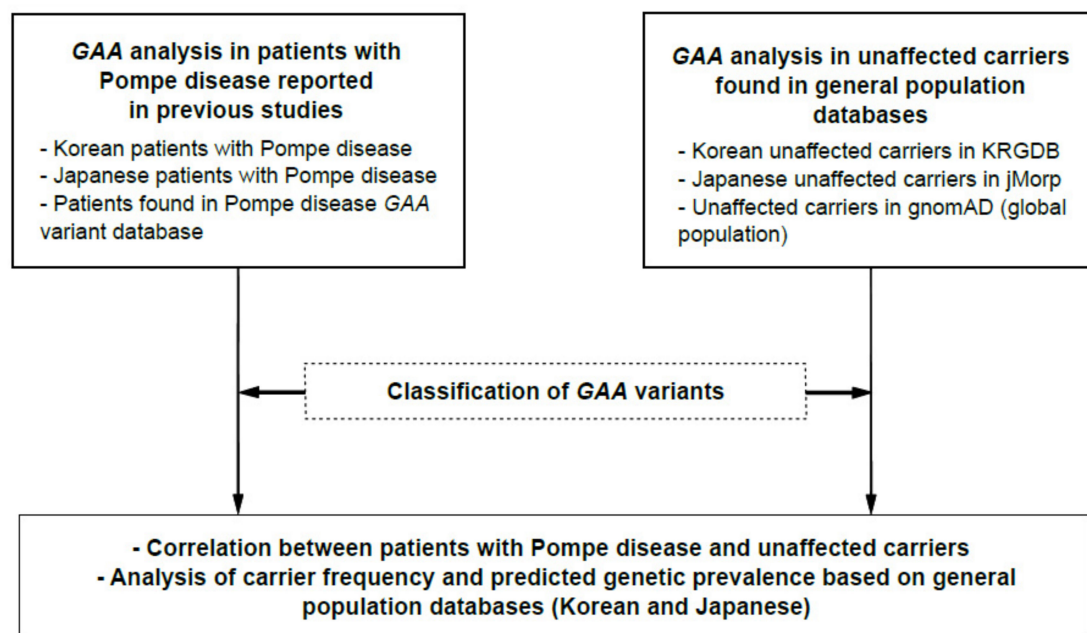 GAA analysis in patients with
Pompe disease reported
in previous studies
- Korean patients with Pompe disease
- Japanese patients with Pompe disease
- Patients found in Pompe disease GAA
variant database
GAA analysis in unaffected carriers
found in general population
databases
- Korean unaffected carriers in KRGDB
- Japanese unaffected carriers in jMorp
- Unaffected carriers in gnomAD (global
population)
Classification of GAA variants
- Correlation between patients with Pompe disease and unaffected carriers
- Analysis of carrier frequency and predicted genetic prevalence based on general
population databases (Korean and Japanese)